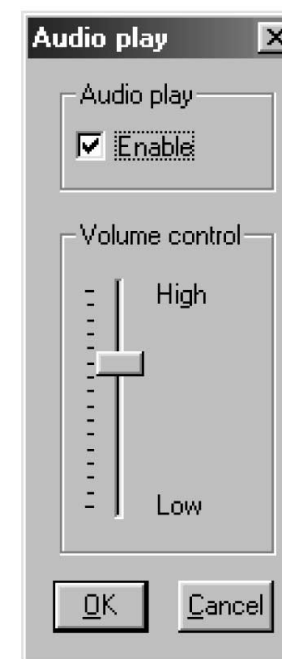 Audio play
Audio play
Enable
Volume control
High
Low
OK
Cancel